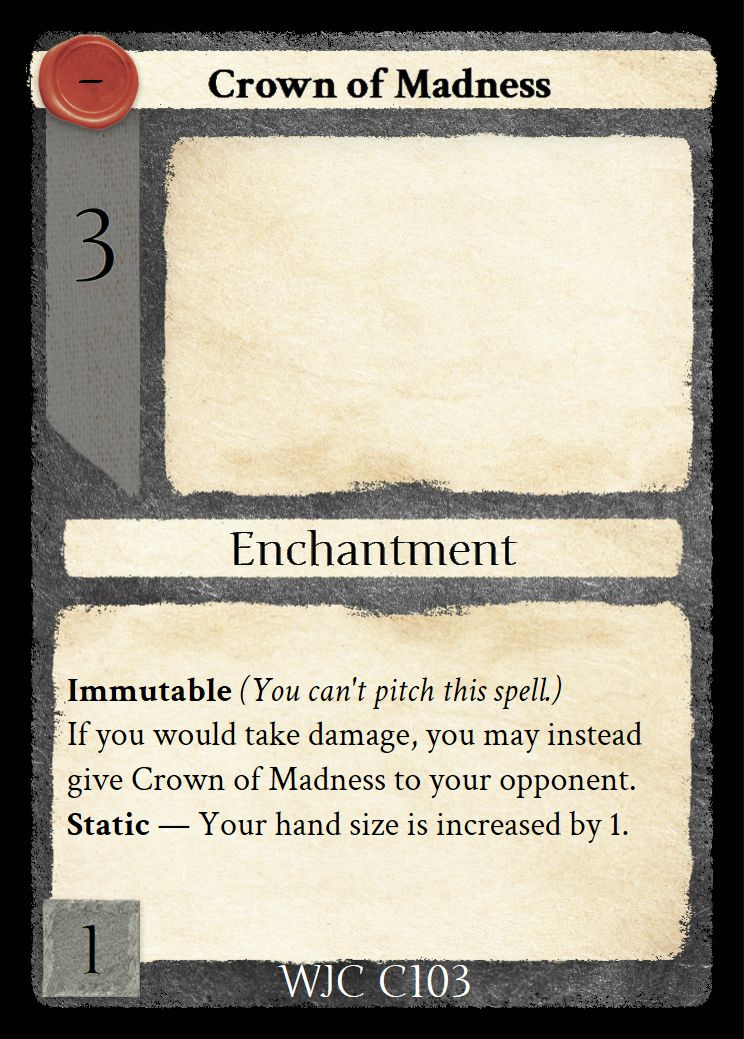 –
Crown of Madness
3
Enchantment
Immutable (You can't pitch this spell.)
If you would take damage, you may instead
give Crown of Madness to your opponent.
Static — Your hand size is increased by 1.
1
WJC C103